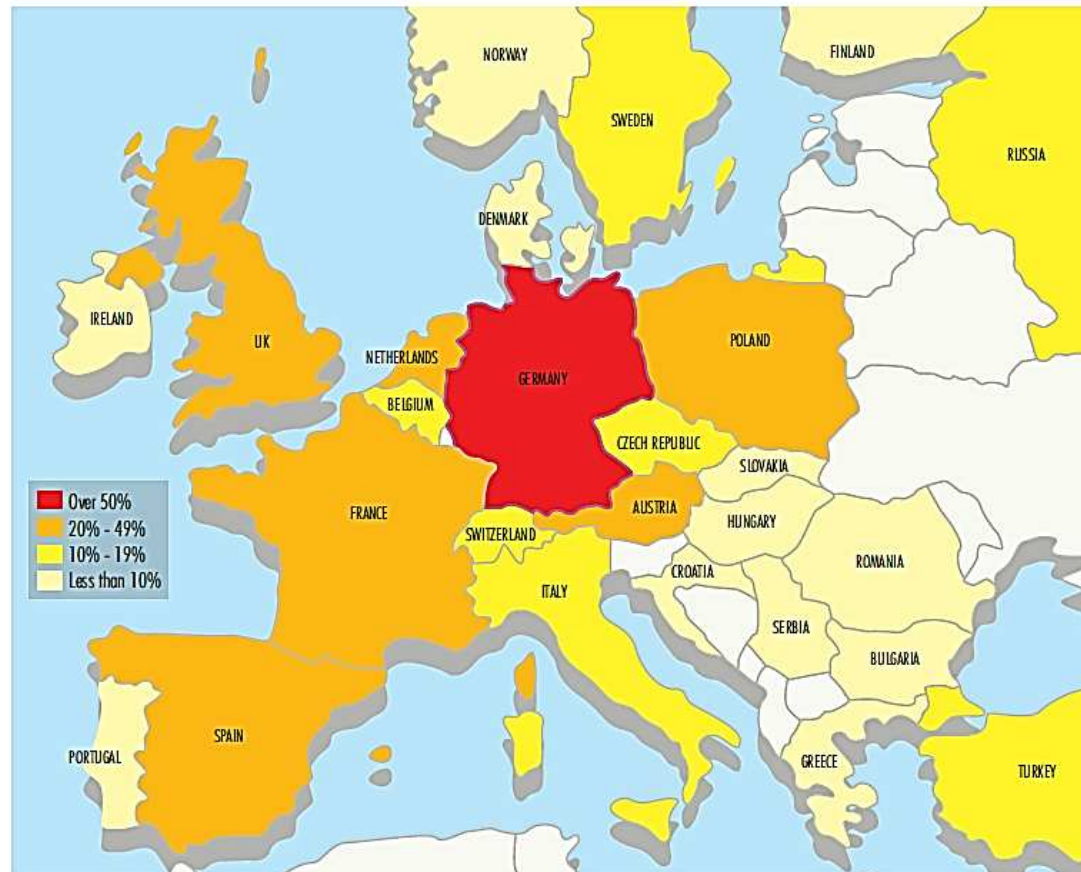 NORWAY
FINLAND
SWEDEN
RUSSIA
DENMARK
IRELAND
UK
NETHERLANDS
POLAND
GERMANY
BELGIUM
CZECH REPUBLIC
SLOVAKIA
Over 50%
20% - 49%
10% - 19%
Less than 10%
FRANCE
AUSTRIA
SWITZERLAND
HUNGARY
ROMANIA
CROATIA
ITALY
SERBIA
BULGARIA
SPAIN
PORTUGAL
GREECE
TURKEY